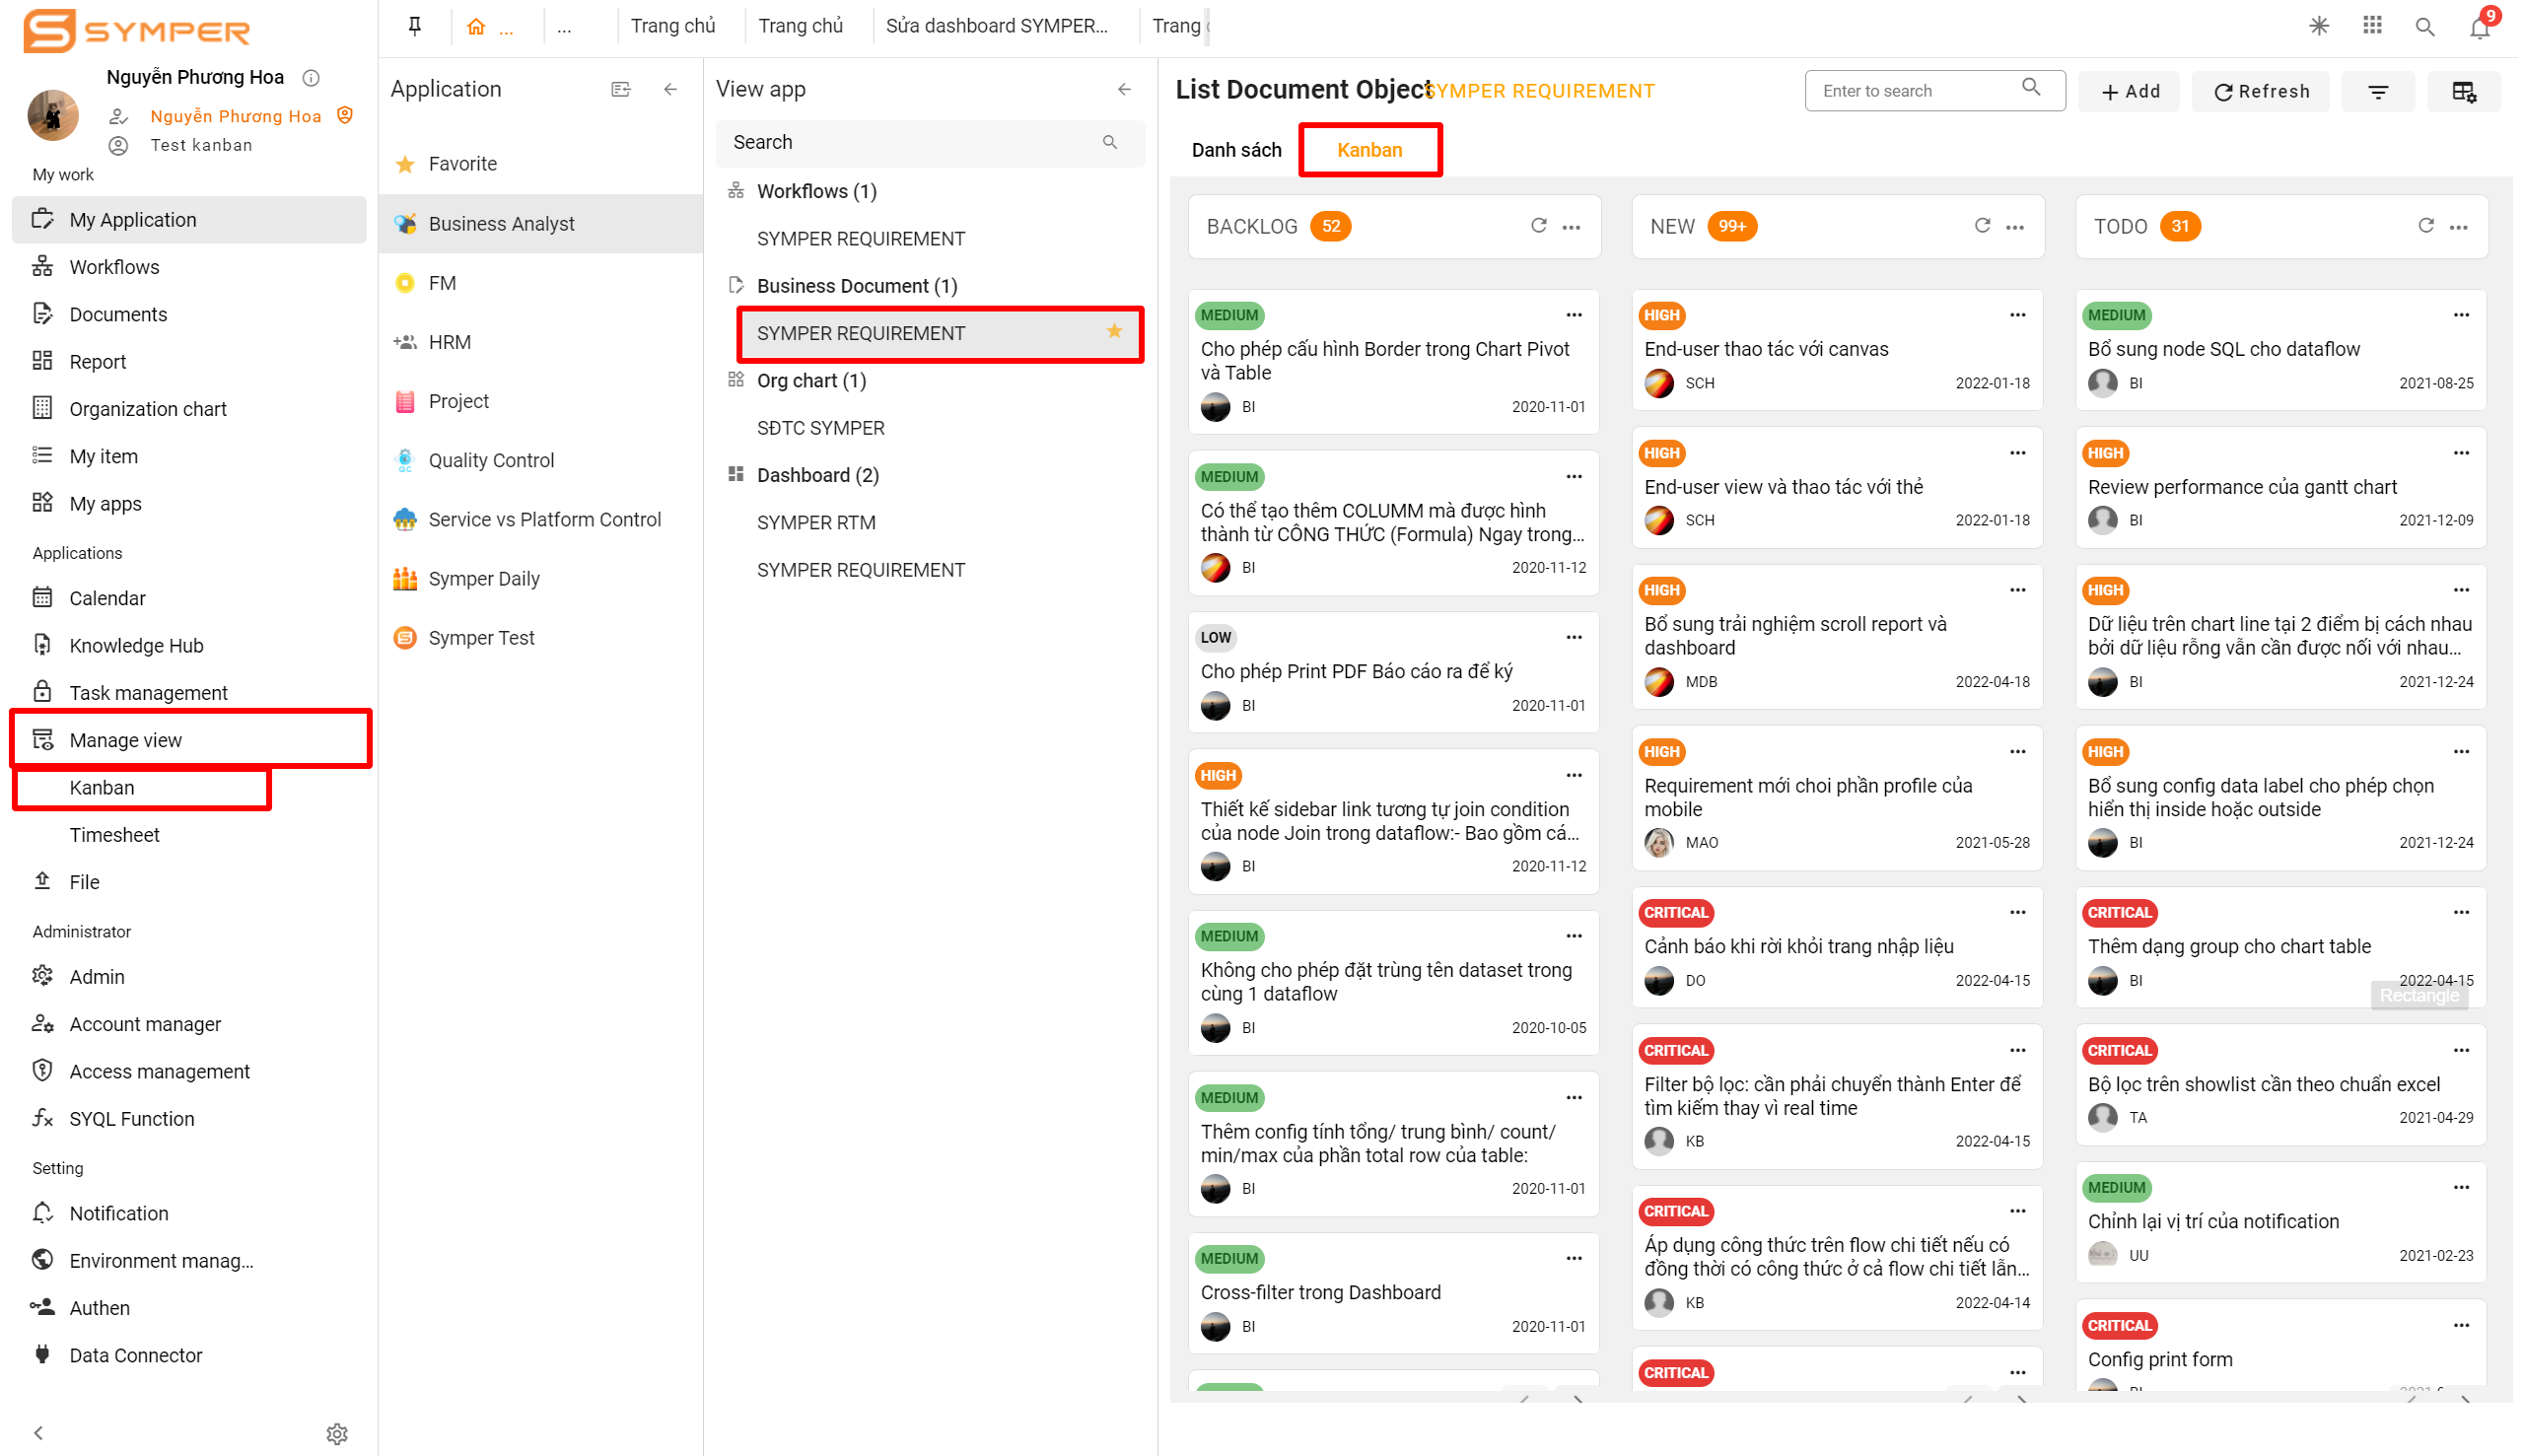 SYMPER
Nguyễn Phương Hoa
Nguyễn Phương Hoa
Test kanban
My work
My Application
Workflows
Documents
Report
Organization chart
My item
My apps
Applications
Calendar
Knowledge Hub
Task management
Manage view
Kanban
Timesheet
File
Administrator
Admin
Account manager
Access management
SYQL Function
Setting
Notification
Environment manag...
Authen
Data Connector
...
...
Trang chủ
Trang chủ
Sửa dashboard SYMPER...
Trang
9
Application
Favorite
Business Analyst
FM
HRM
Project
Quality Control
Service vs Platform Control
Symper Daily
Symper Test
View app
Search
Workflows (1)
SYMPER REQUIREMENT
Business Document (1)
SYMPER REQUIREMENT
Org chart (1)
SĐTC SYMPER
Dashboard (2)
SYMPER RTM
SYMPER REQUIREMENT
List Document Object SYMPER REQUIREMENT
Enter to search
Add
Refresh
Danh sách
Kanban
BACKLOG 52
MEDIUM
Cho phép cấu hình Border trong Chart Pivot
và Table
BI 2020-11-01
MEDIUM
Có thể tạo thêm COLUMM mà được hình
thành từ CÔNG THỨC (Formula) Ngay trong...
BI 2020-11-12
LOW
Cho phép Print PDF Báo cáo ra để ký
BI 2020-11-01
HIGH
Thiết kế sidebar link tương tự join condition
của node Join trong dataflow:- Bao gồm cá...
BI 2020-11-12
MEDIUM
Không cho phép đặt trùng tên dataset trong
cùng 1 dataflow
BI 2020-10-05
MEDIUM
Thêm config tính tổng/ trung bình/ count/
min/max của phần total row của table:
BI 2020-11-01
MEDIUM
Cross-filter trong Dashboard
BI 2020-11-01
NEW 99+
HIGH
End-user thao tác với canvas
SCH 2022-01-18
HIGH
End-user view và thao tác với thẻ
SCH 2022-01-18
HIGH
Bổ sung trải nghiệm scroll report và
dashboard
MDB 2022-04-18
HIGH
Requirement mới choi phần profile của
mobile
MAO 2021-05-28
CRITICAL
Cảnh báo khi rời khỏi trang nhập liệu
DO 2022-04-15
CRITICAL
Filter bộ lọc: cần phải chuyển thành Enter để
tìm kiếm thay vì real time
KB 2022-04-15
CRITICAL
Áp dụng công thức trên flow chi tiết nếu có
đồng thời có công thức ở cả flow chi tiết lẫn...
KB 2022-04-14
CRITICAL
TODO 31
MEDIUM
Bổ sung node SQL cho dataflow
BI 2021-08-25
HIGH
Review performance của gantt chart
BI 2021-12-09
HIGH
Dữ liệu trên chart line tại 2 điểm bị cách nhau
bởi dữ liệu rỗng vẫn cần được nối với nhau...
BI 2021-12-24
HIGH
Bổ sung config data label cho phép chọn
hiển thị inside hoặc outside
BI 2021-12-24
CRITICAL
Thêm dạng group cho chart table
BI 2022-04-15
Rectangle
CRITICAL
Bộ lọc trên showlist cần theo chuẩn excel
TA 2021-04-29
MEDIUM
Chỉnh lại vị trí của notification
UU 2021-02-23
CRITICAL
Config print form